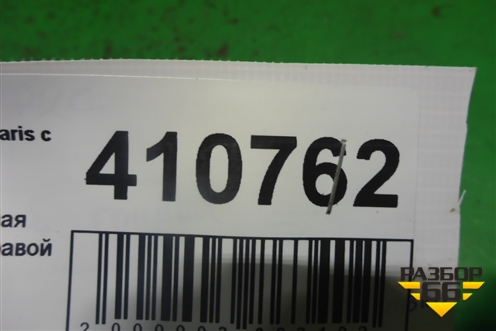 aris с
410762
ая
равой
РАЗБОР
66